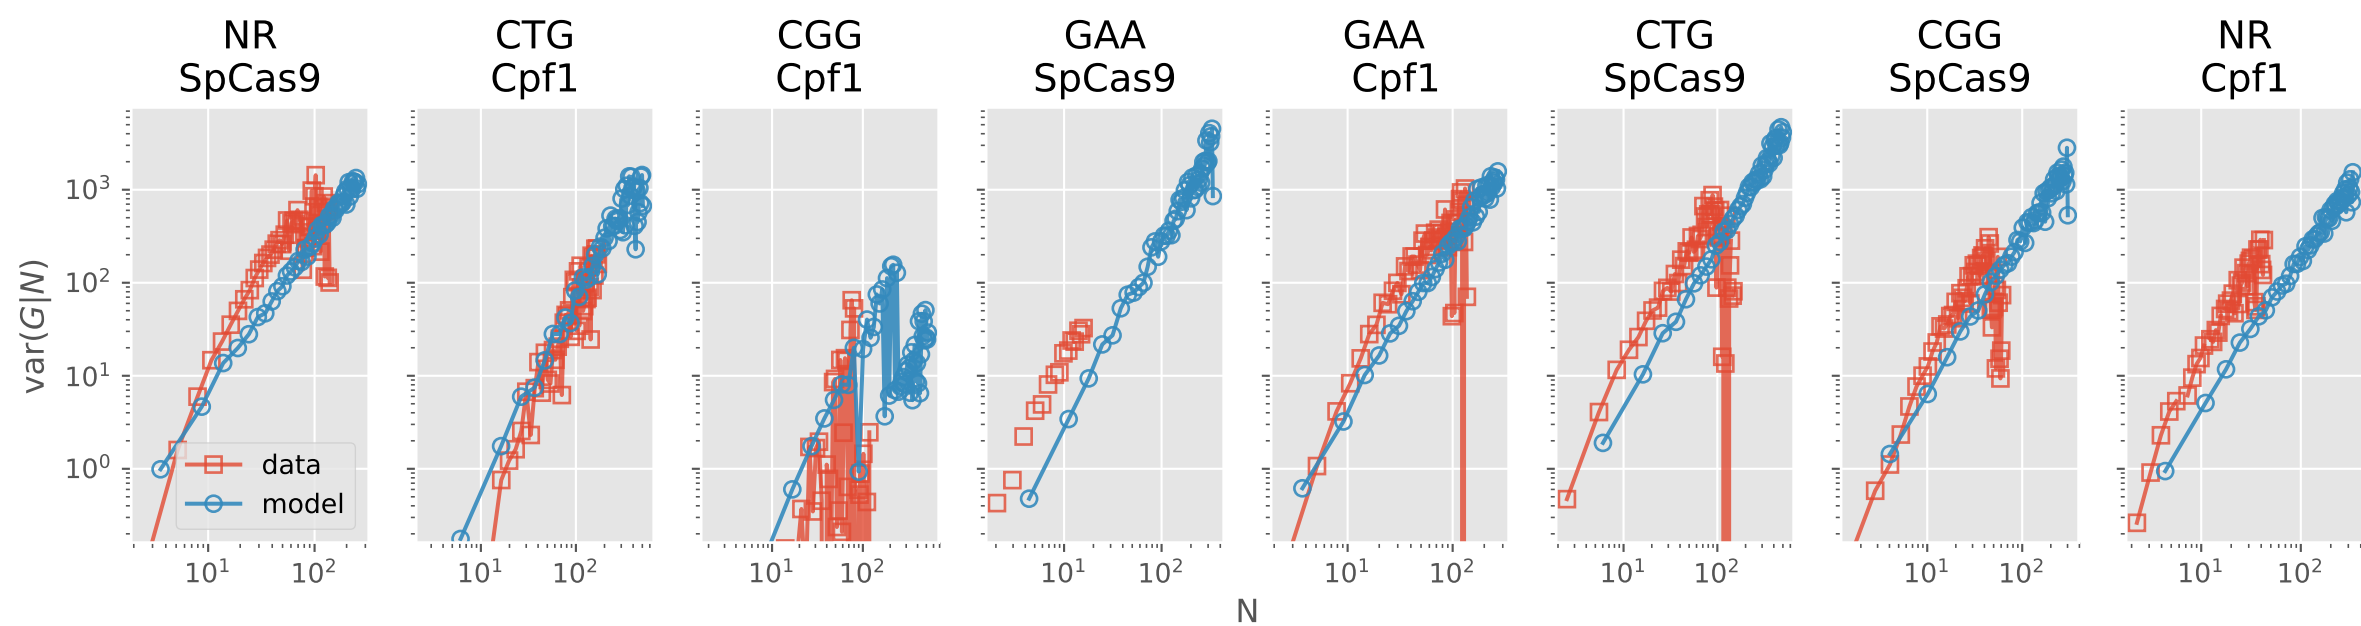 NR
SpCas9
CTG
Cpf1
CGG
Cpf1
GAA
SpCas9
GAA
Cpf1
CTG
SpCas9
CGG
SpCas9
NR
Cpf1
var(G|N)
10³
10²
10¹
10⁰
data
model
10¹ 10²
10¹ 10²
10¹ 10²
10¹ 10²
10¹ 10²
10¹ 10²
10¹ 10²
10¹ 10²
N